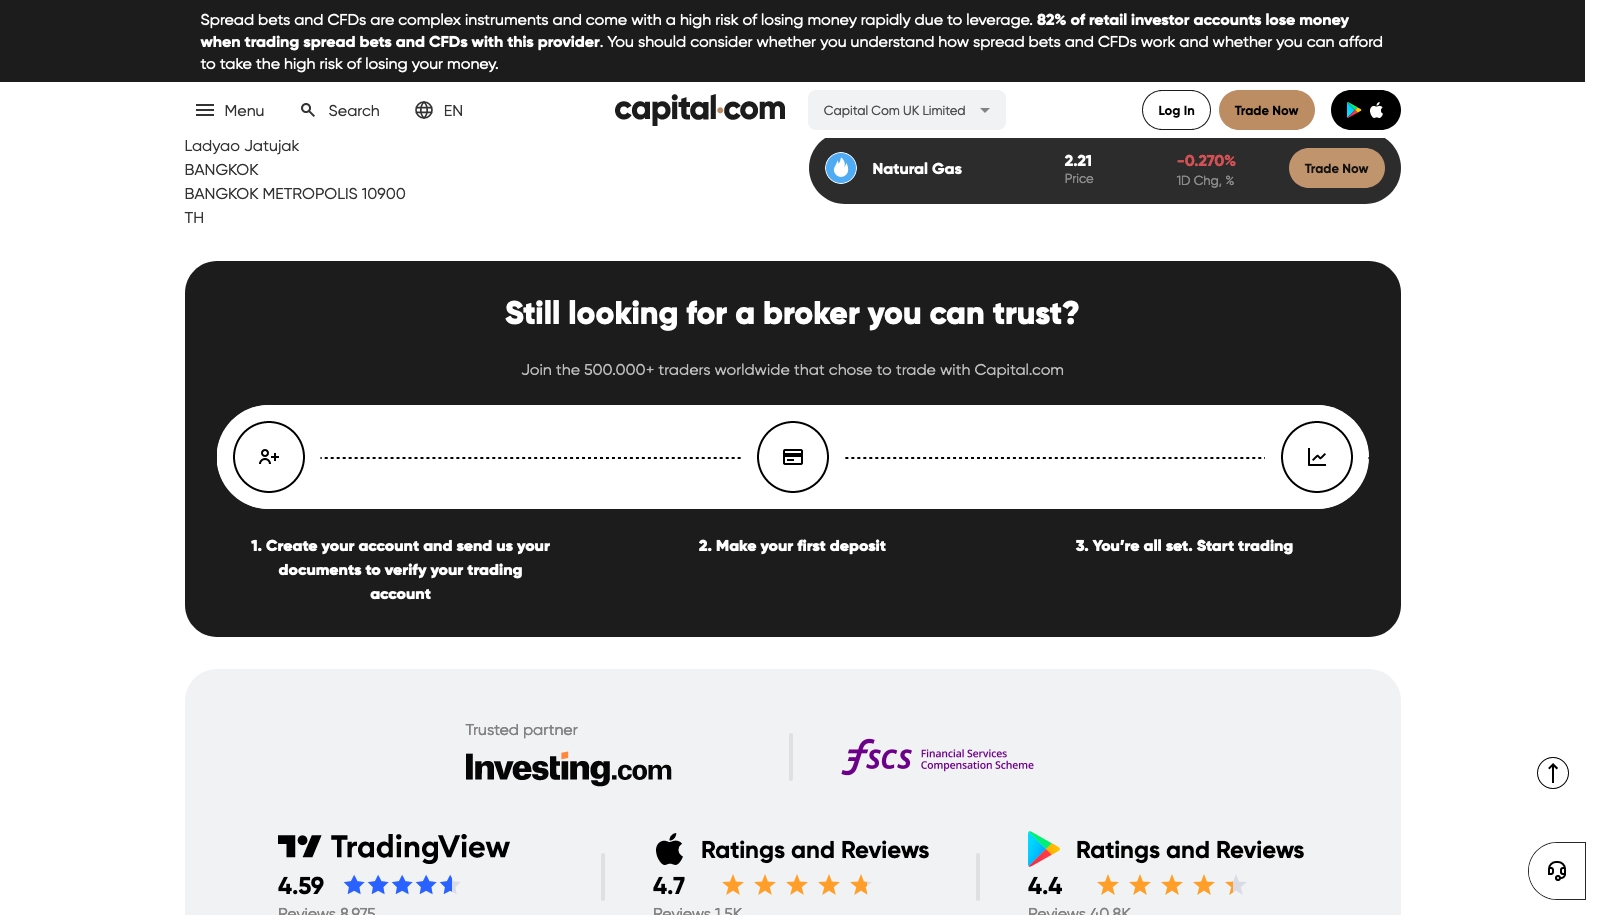 Spread bets and CFDs are complex instruments and come with a high risk of losing money rapidly due to leverage. 82% of retail investor accounts lose money
when trading spread bets and CFDs with this provider. You should consider whether you understand how spread bets and CFDs work and whether you can afford
to take the high risk of losing your money.
Menu
Search
EN
capital.com
Capital Com UK Limited
Log In
Trade Now
Ladyao Jatujak
BANGKOK
BANGKOK METROPOLIS 10900
TH
Natural Gas
2.21
Price
-0.270%
1D Chg, %
Trade Now
Still looking for a broker you can trust?
Join the 500.000+ traders worldwide that chose to trade with Capital.com
1. Create your account and send us your
documents to verify your trading
account
2. Make your first deposit
3. You’re all set. Start trading
Trusted partner
Investing.com
fscs Financial Services
Compensation Scheme
TradingView
4.59
Reviews 8,975
Ratings and Reviews
4.7
Reviews 1.5K
Ratings and Reviews
4.4
Reviews 40.8K